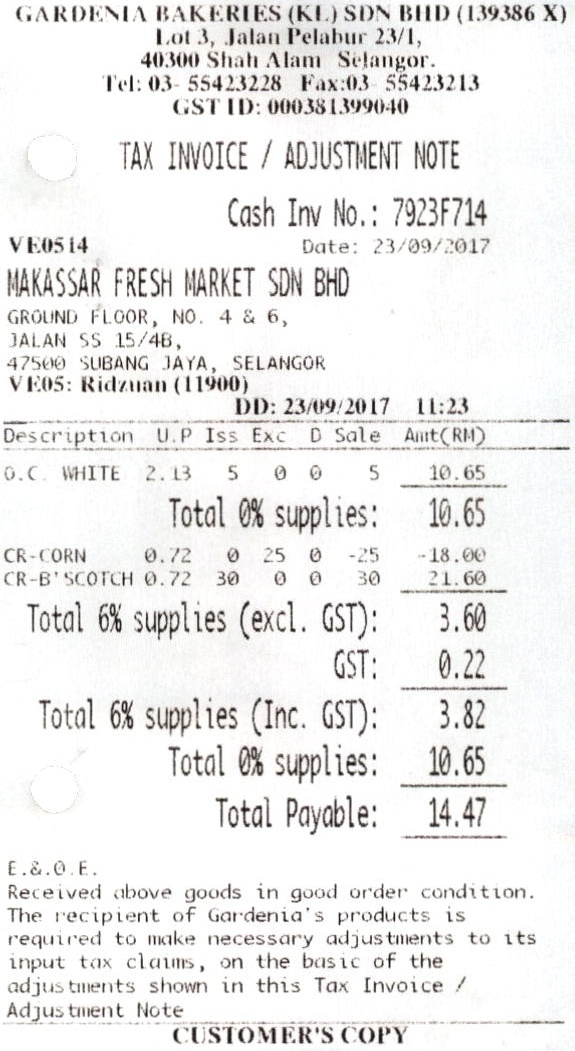 GARDENIA BAKERIES (KL) SDN BHD (139386 X)
Lot 3, Jalan Pelabur 23/1,
40300 Shah Alam Selangor.
Tel: 03- 55423228 Fax:03- 55423213
GST ID: 000381399040
TAX INVOICE / ADJUSTMENT NOTE
Cash Inv No.: 7923F714
VE0514 Date: 23/09/2017
MAKASSAR FRESH MARKET SDN BHD
GROUND FLOOR, NO. 4 & 6,
JALAN SS 15/4B,
47500 SUBANG JAYA, SELANGOR
VE05: Ridzuan (11900)
DD: 23/09/2017 11:23
Description U.P Iss Exc D Sale Amt(RM)
O.C. WHITE 2.13 5 0 0 5 10.65
Total 0% supplies: 10.65
CR-CORN 0.72 0 25 0 -25 -18.00
CR-B'SCOTCH 0.72 30 0 0 30 21.60
Total 6% supplies (excl. GST): 3.60
GST: 0.22
Total 6% supplies (Inc. GST): 3.82
Total 0% supplies: 10.65
Total Payable: 14.47
E.&.O.E.
Received above goods in good order condition.
The recipient of Gardenia's products is
required to make necessary adjustments to its
input tax claims, on the basic of the
adjustments shown in this Tax Invoice /
Adjustment Note
CUSTOMER'S COPY